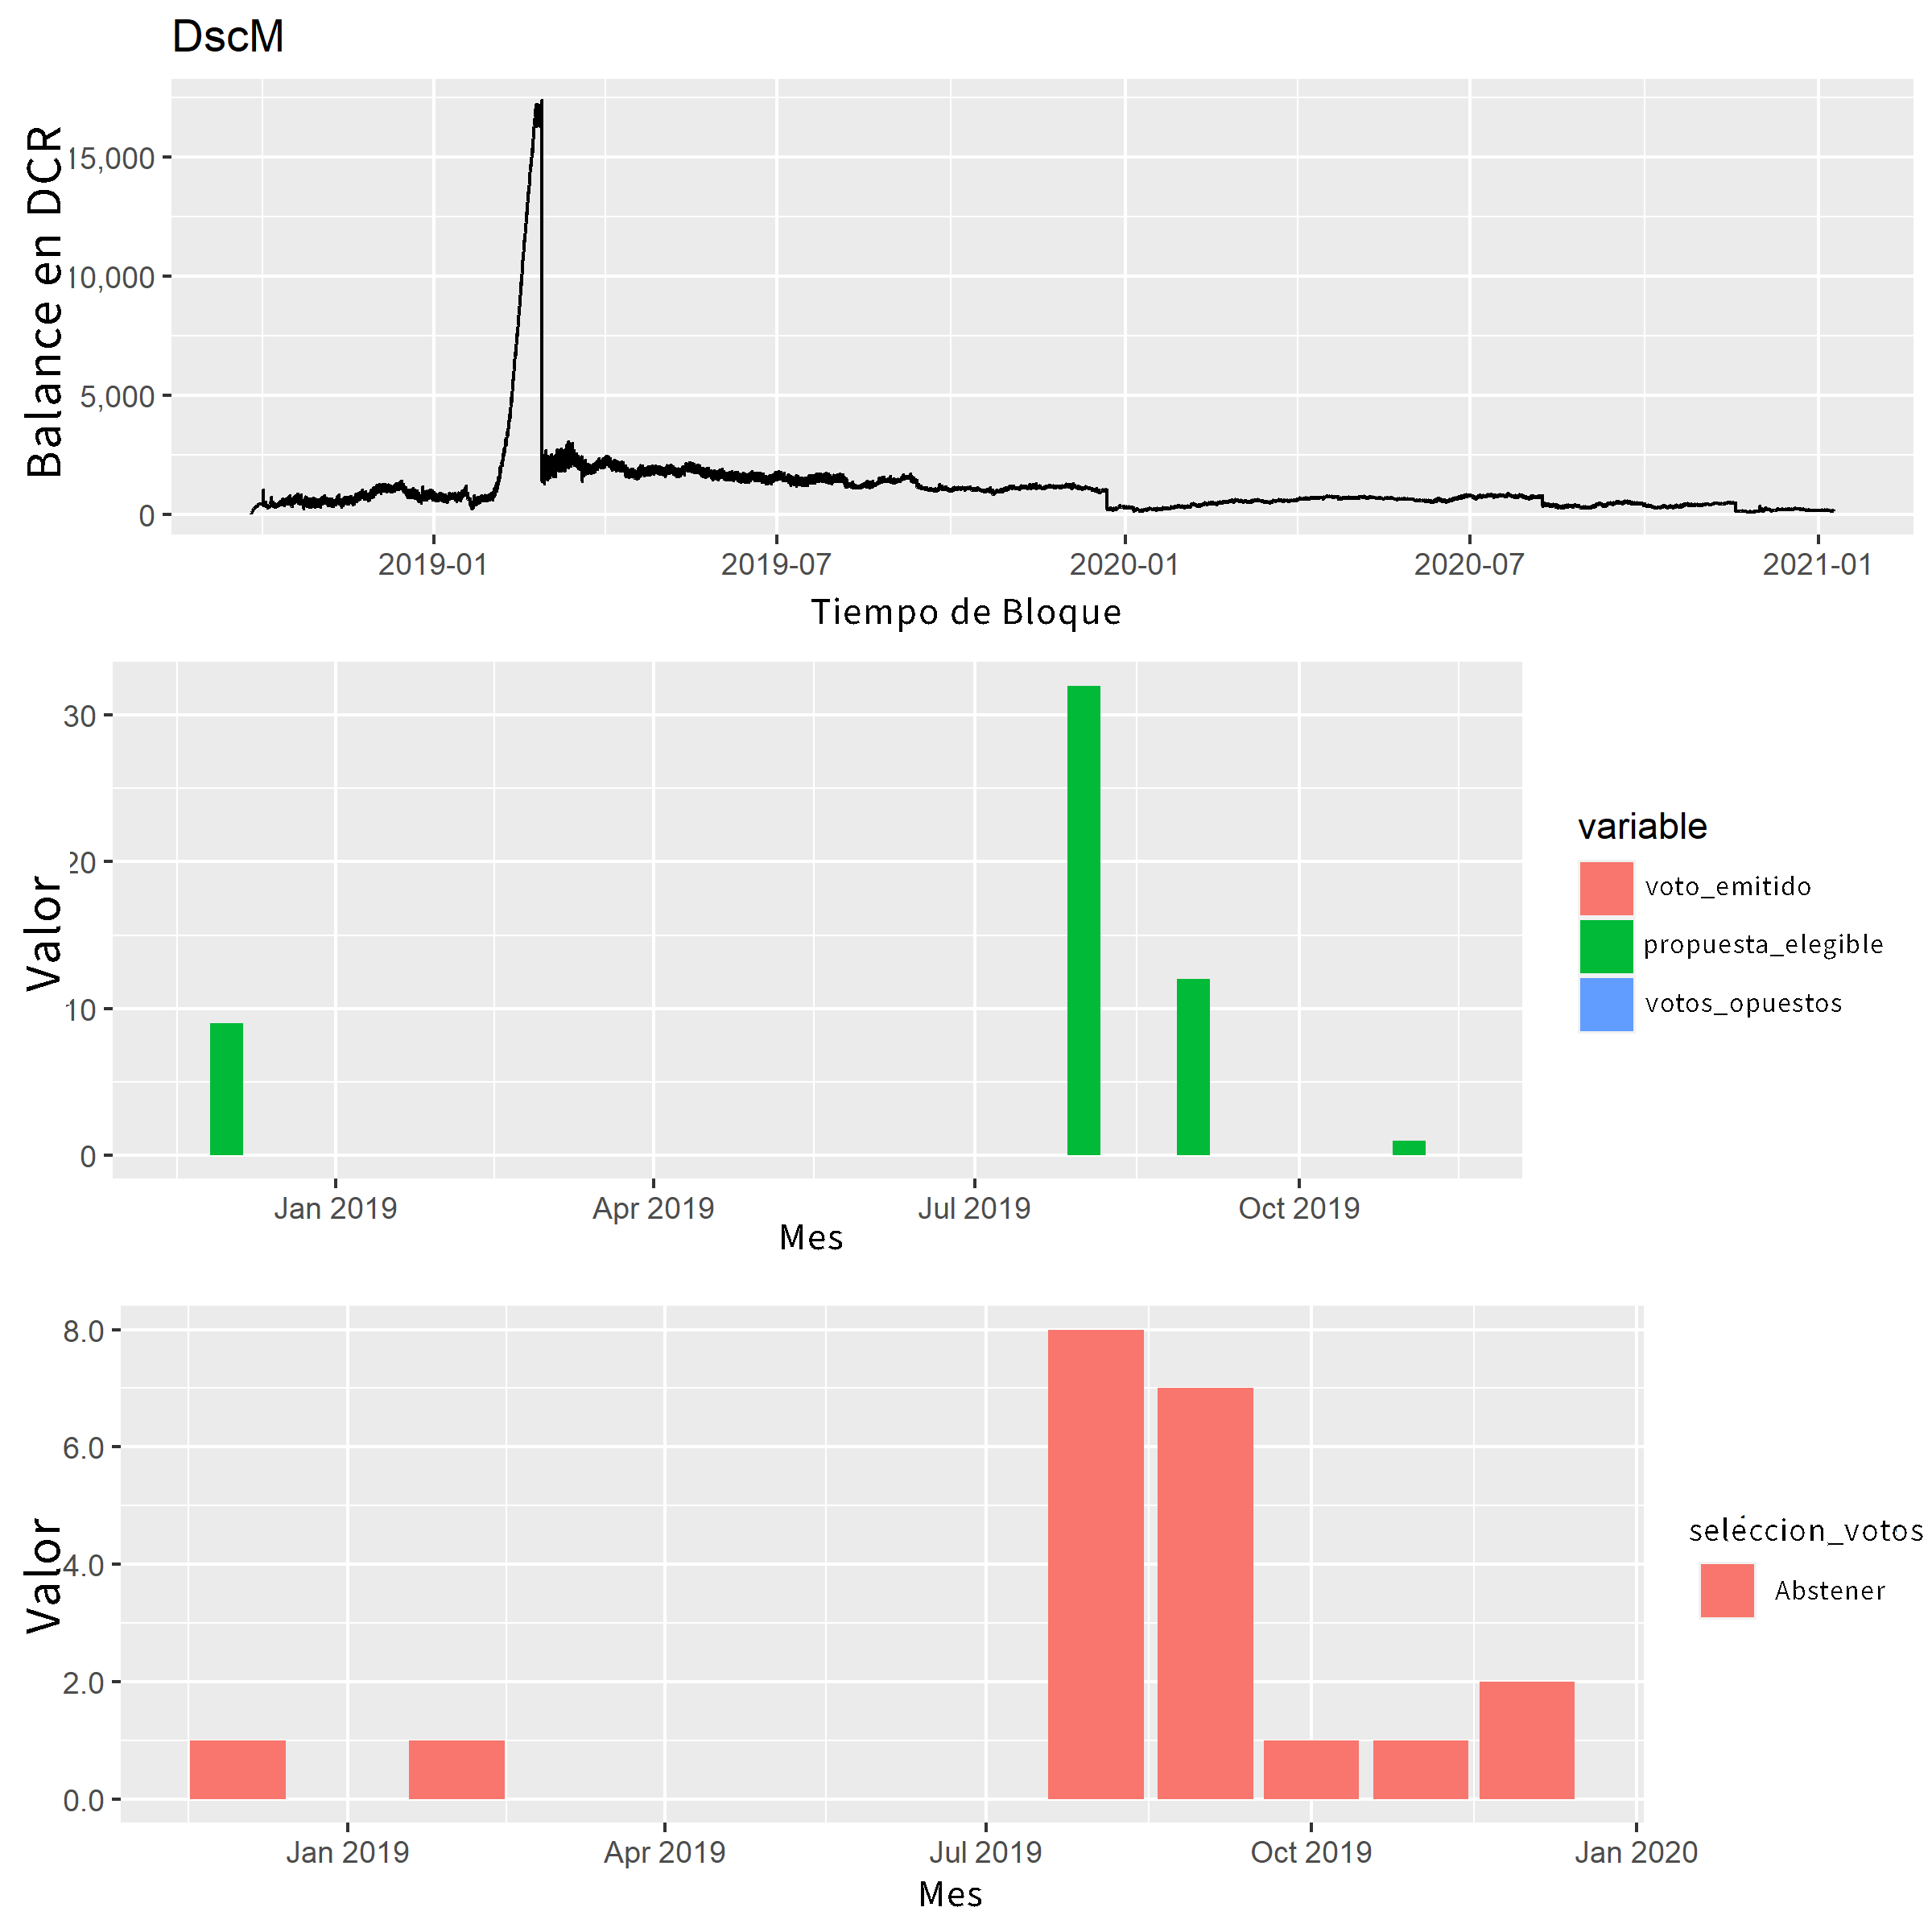 DscM
Balance en DCR
15,000
10,000
5,000
0
2019-01
2019-07
2020-01
2020-07
2021-01
Tiempo de Bloque
Valor
30
20
10
0
Jan 2019
Apr 2019
Jul 2019
Oct 2019
Mes
variable
voto_emitido
propuesta_elegible
votos_opuestos
Valor
8.0
6.0
4.0
2.0
0.0
Jan 2019
Apr 2019
Jul 2019
Oct 2019
Jan 2020
Mes
seléccion_votos
Abstener